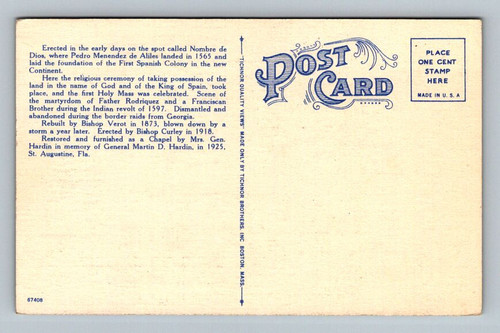 Erected in the early days on the spot called Nombre de
Dios, where Pedro Menendez de Aliles landed in 1565 and
laid the foundation of the First Spanish Colony in the new
Continent.
Here the religious ceremony of taking possession of the
land in the name of God and of the King of Spain, took
place, and the first Holy Mass was celebrated. Scene of
the martyrdom of Father Rodriquez and a Franciscan
Brother during the Indian revolt of 1597. Dismantled and
abandoned during the border raids from Georgia.
Rebuilt by Bishop Verot in 1873, blown down by a
storm a year later. Erected by Bishop Curley in 1918.
Restored and furnished as a Chapel by Mrs. Gen.
Hardin in memory of General Martin D. Hardin, in 1925,
St. Augustine, Fla.
67408
"TICHNOR QUALITY VIEWS" MADE ONLY BY TICHNOR BROTHERS, INC. BOSTON, MASS.
POST
CARD
PLACE
ONE CENT
STAMP
HERE
MADE IN U.S.A